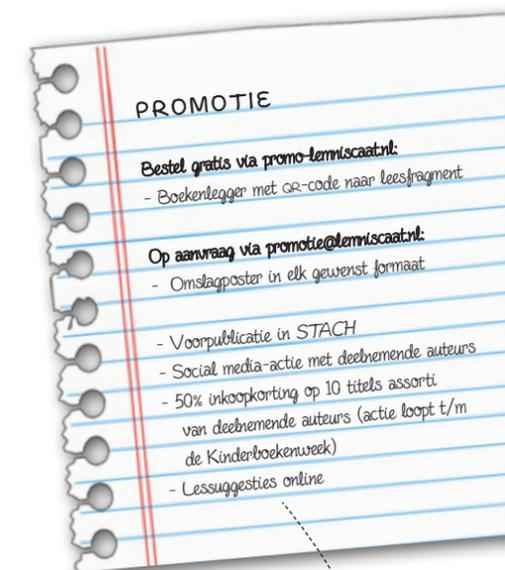 PROMOTIE
Bestel gratis via promo-lemniscaat.nl:
- Boekenlegger met QR-code naar leesfragment
Op aanvraag via promotie@lemniscaat.nl:
- Omslagposter in elk gewenst formaat
- Voorpublicatie in STACH
- Social media-actie met deelnemende auteurs
- 50% inkoopkorting op 10 titels assorti
van deelnemende auteurs (actie loopt t/m
de Kinderboekenweek)
- Lessuggesties online